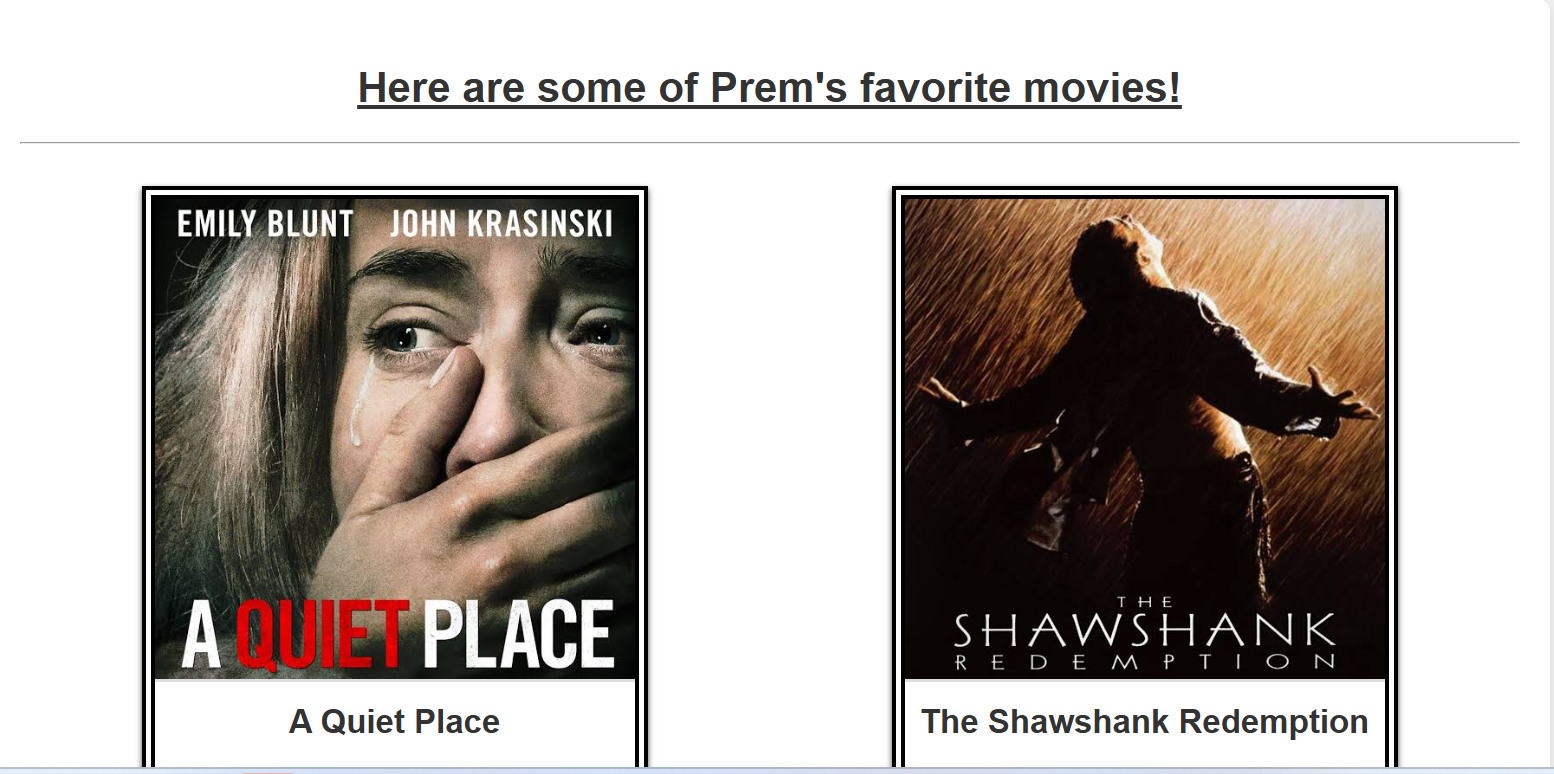 Here are some of Prem's favorite movies!
EMILY BLUNT JOHN KRASINSKI
A QUIET PLACE
A Quiet Place
THE
SHAWSHANK
REDEMPTION
The Shawshank Redemption